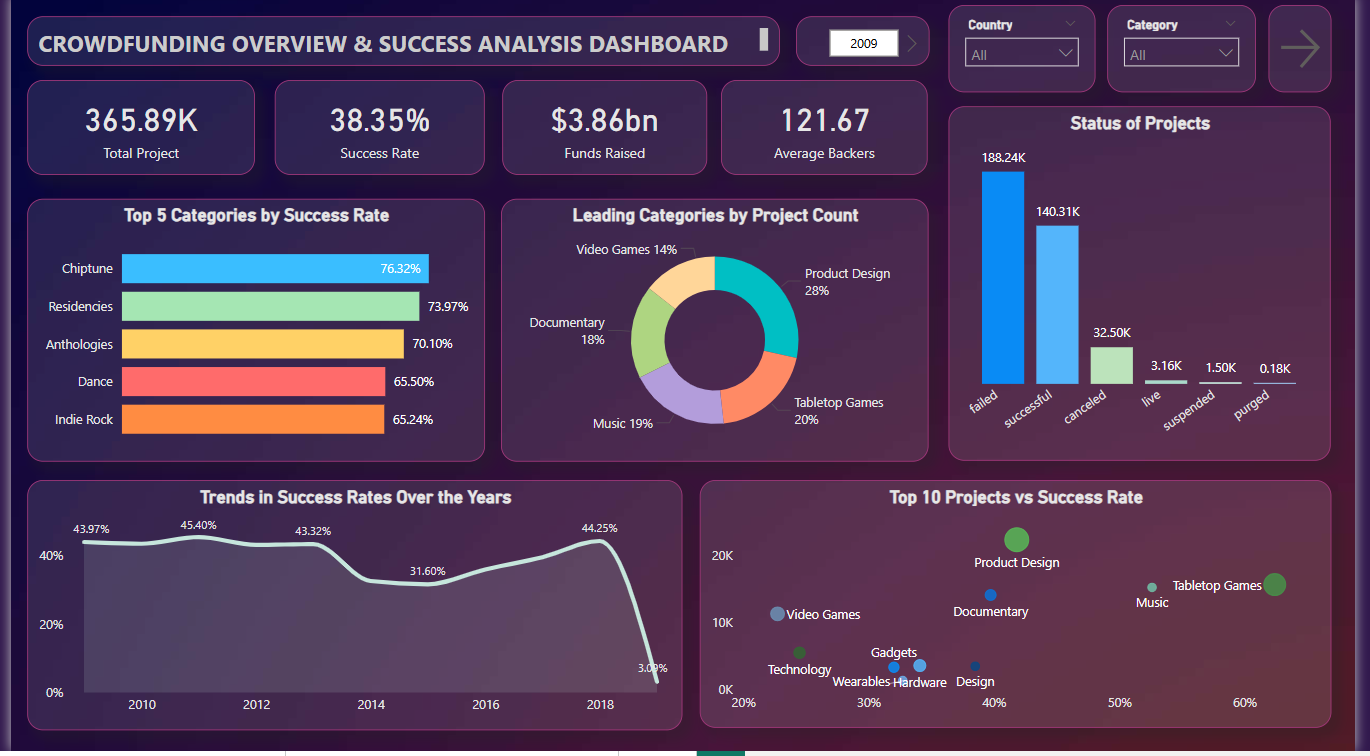 CROWDFUNDING OVERVIEW & SUCCESS ANALYSIS DASHBOARD
2009
Country
All
Category
All
365.89K
Total Project
38.35%
Success Rate
$3.86bn
Funds Raised
121.67
Average Backers
Status of Projects
188.24K
140.31K
32.50K
3.16K
1.50K
0.18K
failed
successful
canceled
live
suspended
purged
Top 5 Categories by Success Rate
Chiptune
76.32%
Residencies
73.97%
Anthologies
70.10%
Dance
65.50%
Indie Rock
65.24%
Leading Categories by Project Count
Video Games 14%
Product Design
28%
Documentary
18%
Tabletop Games
20%
Music 19%
Trends in Success Rates Over the Years
43.97%
45.40%
43.32%
31.60%
44.25%
3.09%
40%
20%
0%
2010
2012
2014
2016
2018
Top 10 Projects vs Success Rate
20K
10K
0K
Product Design
Tabletop Games
Music
Documentary
Video Games
Gadgets
Technology
Wearables
Hardware
Design
20%
30%
40%
50%
60%